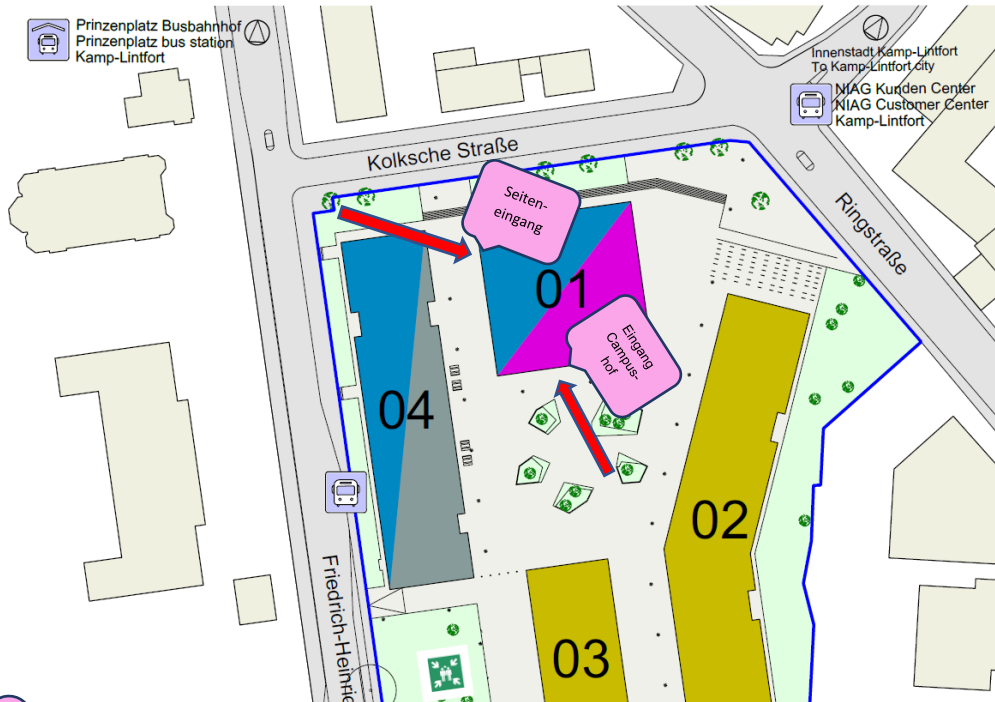 Prinzenplatz Busbahnhof
Prinzenplatz bus station
Kamp-Lintfort
Innenstadt Kamp-Lintfort
To Kamp-Lintfort city
NIAG Kunden Center
NIAG Customer Center
Kamp-Lintfort
Kolksche Straße
Ringstraße
Seiten-
eingang
01
Eingang
Campus-
hof
04
02
03
Friedrich-Heinric